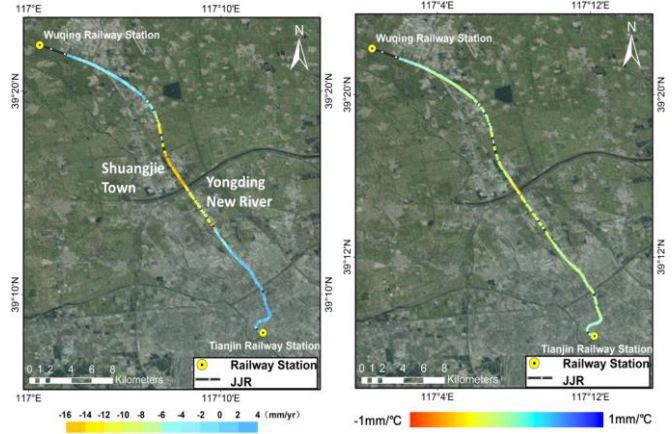 117°E 117°10'E
Wuqing Railway Station
N
39°20'N
Shuangjie
Town
Yongding
New River
39°10'N
Tianjin Railway Station
Railway Station
JJR
0 1 2 4 6 8
Kilometers
117°E 117°10'E
-16 -14 -12 -10 -8 -6 -4 -2 0 2 4 (mm/yr)
117°4'E 117°12'E
Wuqing Railway Station
N
39°20'N
39°20'N
39°12'N
39°12'N
Tianjin Railway Station
Railway Station
JJR
0 1 2 4 6 8
Kilometers
117°4'E 117°12'E
-1mm/°C 1mm/°C